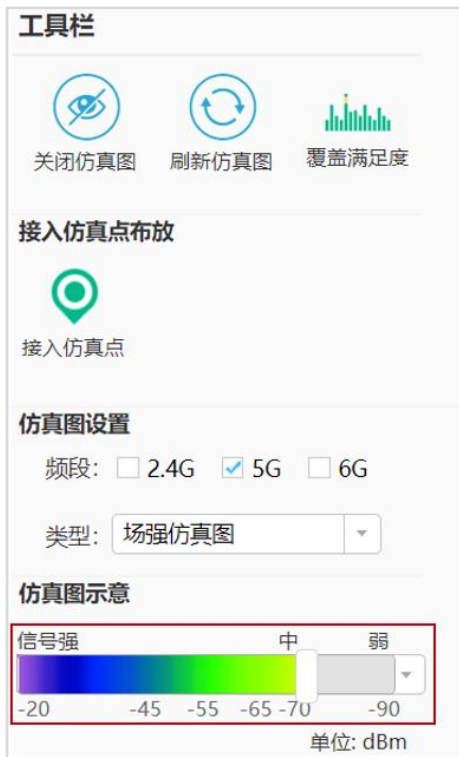 工具栏
关闭仿真图 刷新仿真图 覆盖满足度
接入仿真点布放
接入仿真点
仿真图设置
频段: 2.4G 5G 6G
类型: 场强仿真图
仿真图示意
信号强 中 弱
-20 -45 -55 -65 -70 -90
单位: dBm